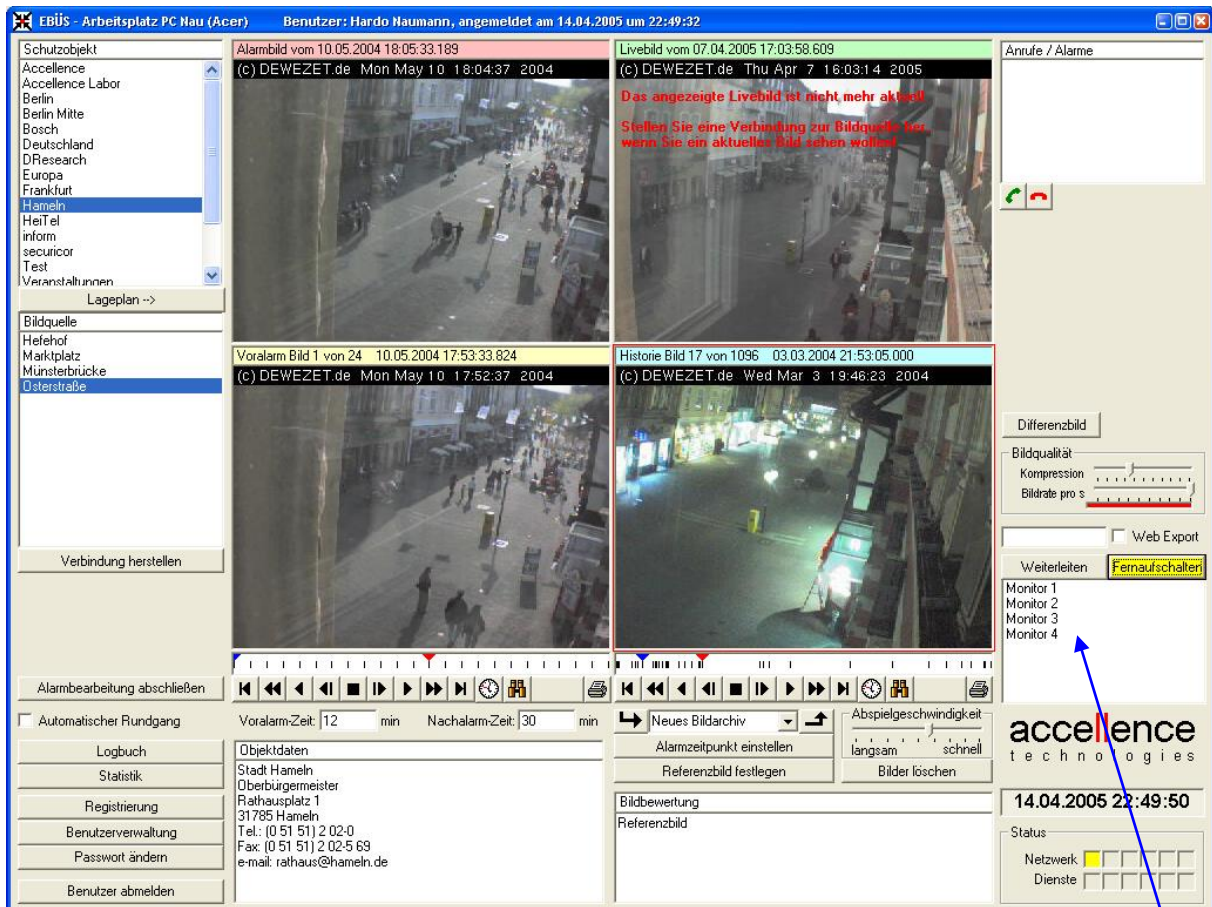 EBÜS - Arbeitsplatz PC Nau (Acer) Benutzer: Hardo Naumann, angemeldet am 14.04.2005 um 22:49:32
Schutzobjekt
Accellence
Accellence Labor
Berlin
Berlin Mitte
Bosch
Deutschland
DResearch
Europa
Frankfurt
Hameln
HeiTel
inform
securicor
Test
Veranstaltungen
Lageplan -->
Bildquelle
Hefehof
Marktplatz
Münsterbrücke
Osterstraße
Verbindung herstellen
Alarmbearbeitung abschließen
Automatischer Rundgang
Logbuch
Statistik
Registrierung
Benutzerverwaltung
Passwort ändern
Benutzer abmelden
Alarmbild vom 10.05.2004 18:05:33.189
(c) DEWEZET.de Mon May 10 18:04:37 2004
Livebild vom 07.04.2005 17:03:58.609
(c) DEWEZET.de Thu Apr 7 16:03:14 2005
Das angezeigte Livebild ist nicht mehr aktuell
Stellen Sie eine Verbindung zur Bildquelle her,
wenn Sie ein aktuelles Bild sehen wollen!
Voralarm Bild 1 von 24 10.05.2004 17:53:33.824
(c) DEWEZET.de Mon May 10 17:52:37 2004
Historie Bild 17 von 1096 03.03.2004 21:53:05.000
(c) DEWEZET.de Wed Mar 3 19:46:23 2004
Voralarm-Zeit: 12 min Nachalarm-Zeit: 30 min
Objektdaten
Stadt Hameln
Oberbürgermeister
Rathausplatz 1
31785 Hameln
Tel.: (0 51 51) 2 02-0
Fax: (0 51 51) 2 02-5 69
e-mail: rathaus@hameln.de
Neues Bildarchiv
Alarmzeitpunkt einstellen
Referenzbild festlegen
Abspielgeschwindigkeit
langsam schnell
Bilder löschen
Bildbewertung
Referenzbild
Anrufe / Alarme
Differenzbild
Bildqualität
Kompression
Bildrate pro s
Web Export
Weiterleiten Fernaufschalten
Monitor 1
Monitor 2
Monitor 3
Monitor 4
accellence
technologies
14.04.2005 22:49:50
Status
Netzwerk
Dienste